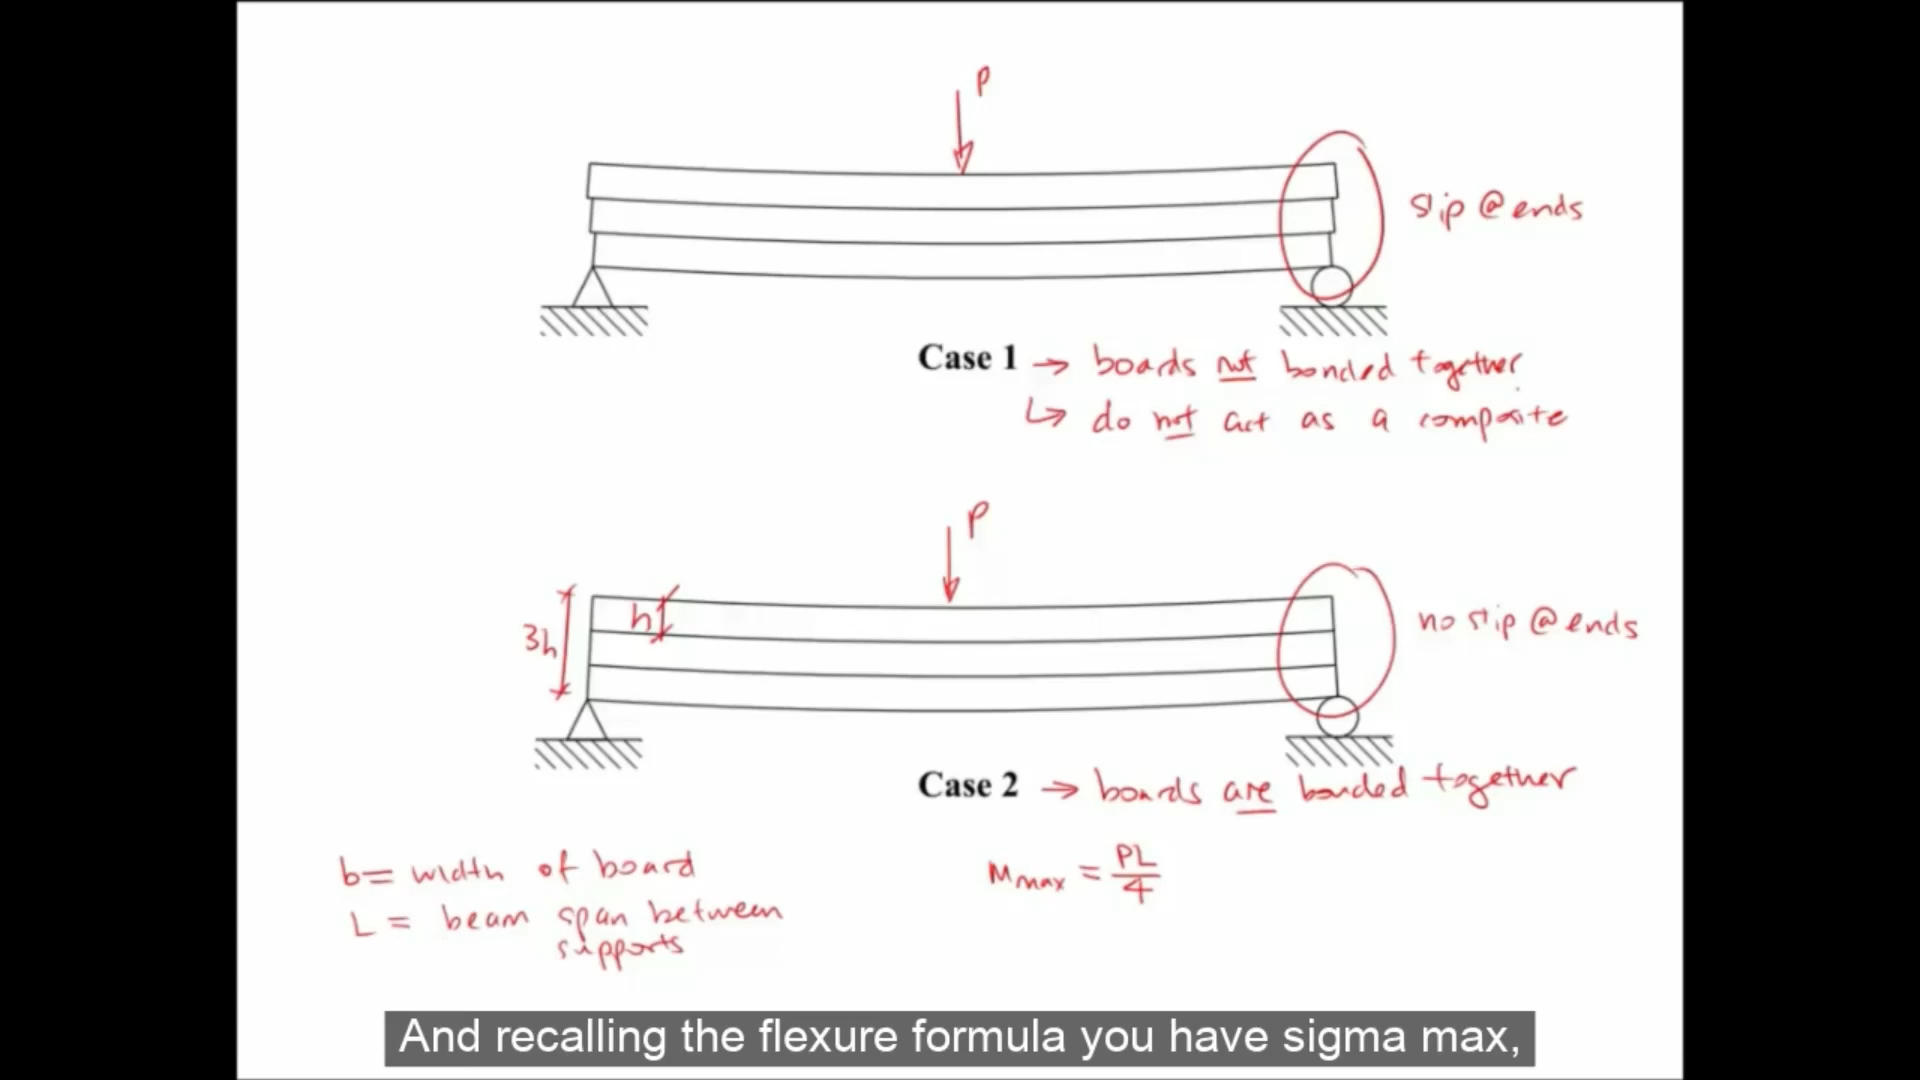 P
slip @ ends
Case 1 → boards not bonded together
↳ do not act as a composite
P
3h
h
no slip @ ends
Case 2 → boards are bonded together
b = width of board
L = beam span between
supports
Mmax = PL/4
And recalling the flexure formula you have sigma max,